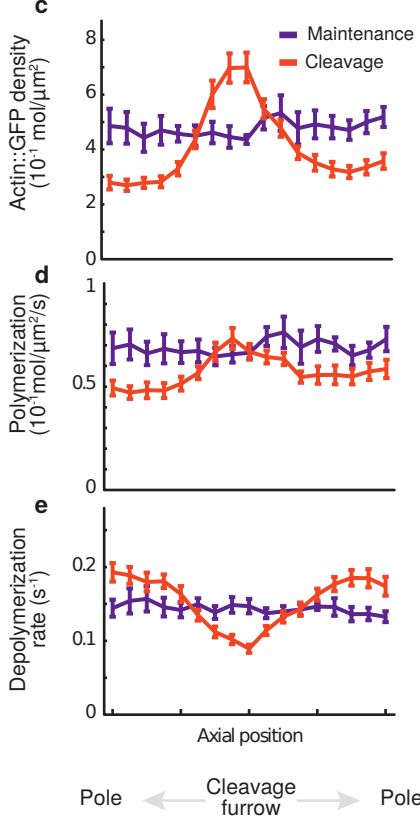 c
8
6
4
2
0
Actin::GFP density
(10⁻¹ mol/μm²)
Maintenance
Cleavage
d
1
0.5
0
Polymerization
(10⁻¹mol/μm²/s)
e
0.2
0.1
0
Depolymerization
rate (s⁻¹)
Axial position
Pole
Cleavage
furrow
Pole